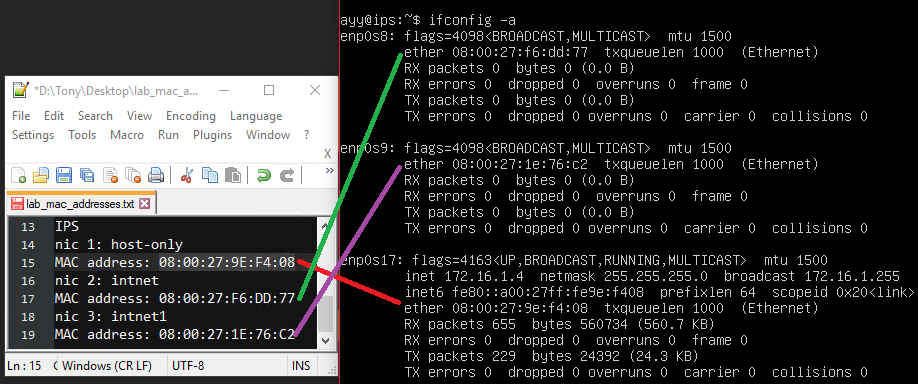 *D:\Tony\Desktop\lab_mac_a...
File Edit Search View Encoding Language
Settings Tools Macro Run Plugins Window ?
X
»
lab_mac_addresses.txt
13 IPS
14 nic 1: host-only
15 MAC address: 08:00:27:9E:F4:08
16 nic 2: intnet
17 MAC address: 08:00:27:F6:DD:77
18 nic 3: intnet1
19 MAC address: 08:00:27:1E:76:C2
Ln : 15 Windows (CR LF) UTF-8 INS
ayy@ips:~$ ifconfig -a
enp0s8: flags=4098<BROADCAST,MULTICAST> mtu 1500
ether 08:00:27:f6:dd:77 txqueuelen 1000 (Ethernet)
RX packets 0 bytes 0 (0.0 B)
RX errors 0 dropped 0 overruns 0 frame 0
TX packets 0 bytes 0 (0.0 B)
TX errors 0 dropped 0 overruns 0 carrier 0 collisions 0
enp0s9: flags=4098<BROADCAST,MULTICAST> mtu 1500
ether 08:00:27:1e:76:c2 txqueuelen 1000 (Ethernet)
RX packets 0 bytes 0 (0.0 B)
RX errors 0 dropped 0 overruns 0 frame 0
TX packets 0 bytes 0 (0.0 B)
TX errors 0 dropped 0 overruns 0 carrier 0 collisions 0
enp0s17: flags=4163<UP,BROADCAST,RUNNING,MULTICAST> mtu 1500
inet 172.16.1.4 netmask 255.255.255.0 broadcast 172.16.1.255
inet6 fe80::a00:27ff:fe9e:f408 prefixlen 64 scopeid 0x20<link>
ether 08:00:27:9e:f4:08 txqueuelen 1000 (Ethernet)
RX packets 655 bytes 560734 (560.7 KB)
RX errors 0 dropped 0 overruns 0 frame 0
TX packets 229 bytes 24392 (24.3 KB)
TX errors 0 dropped 0 overruns 0 carrier 0 collisions 0